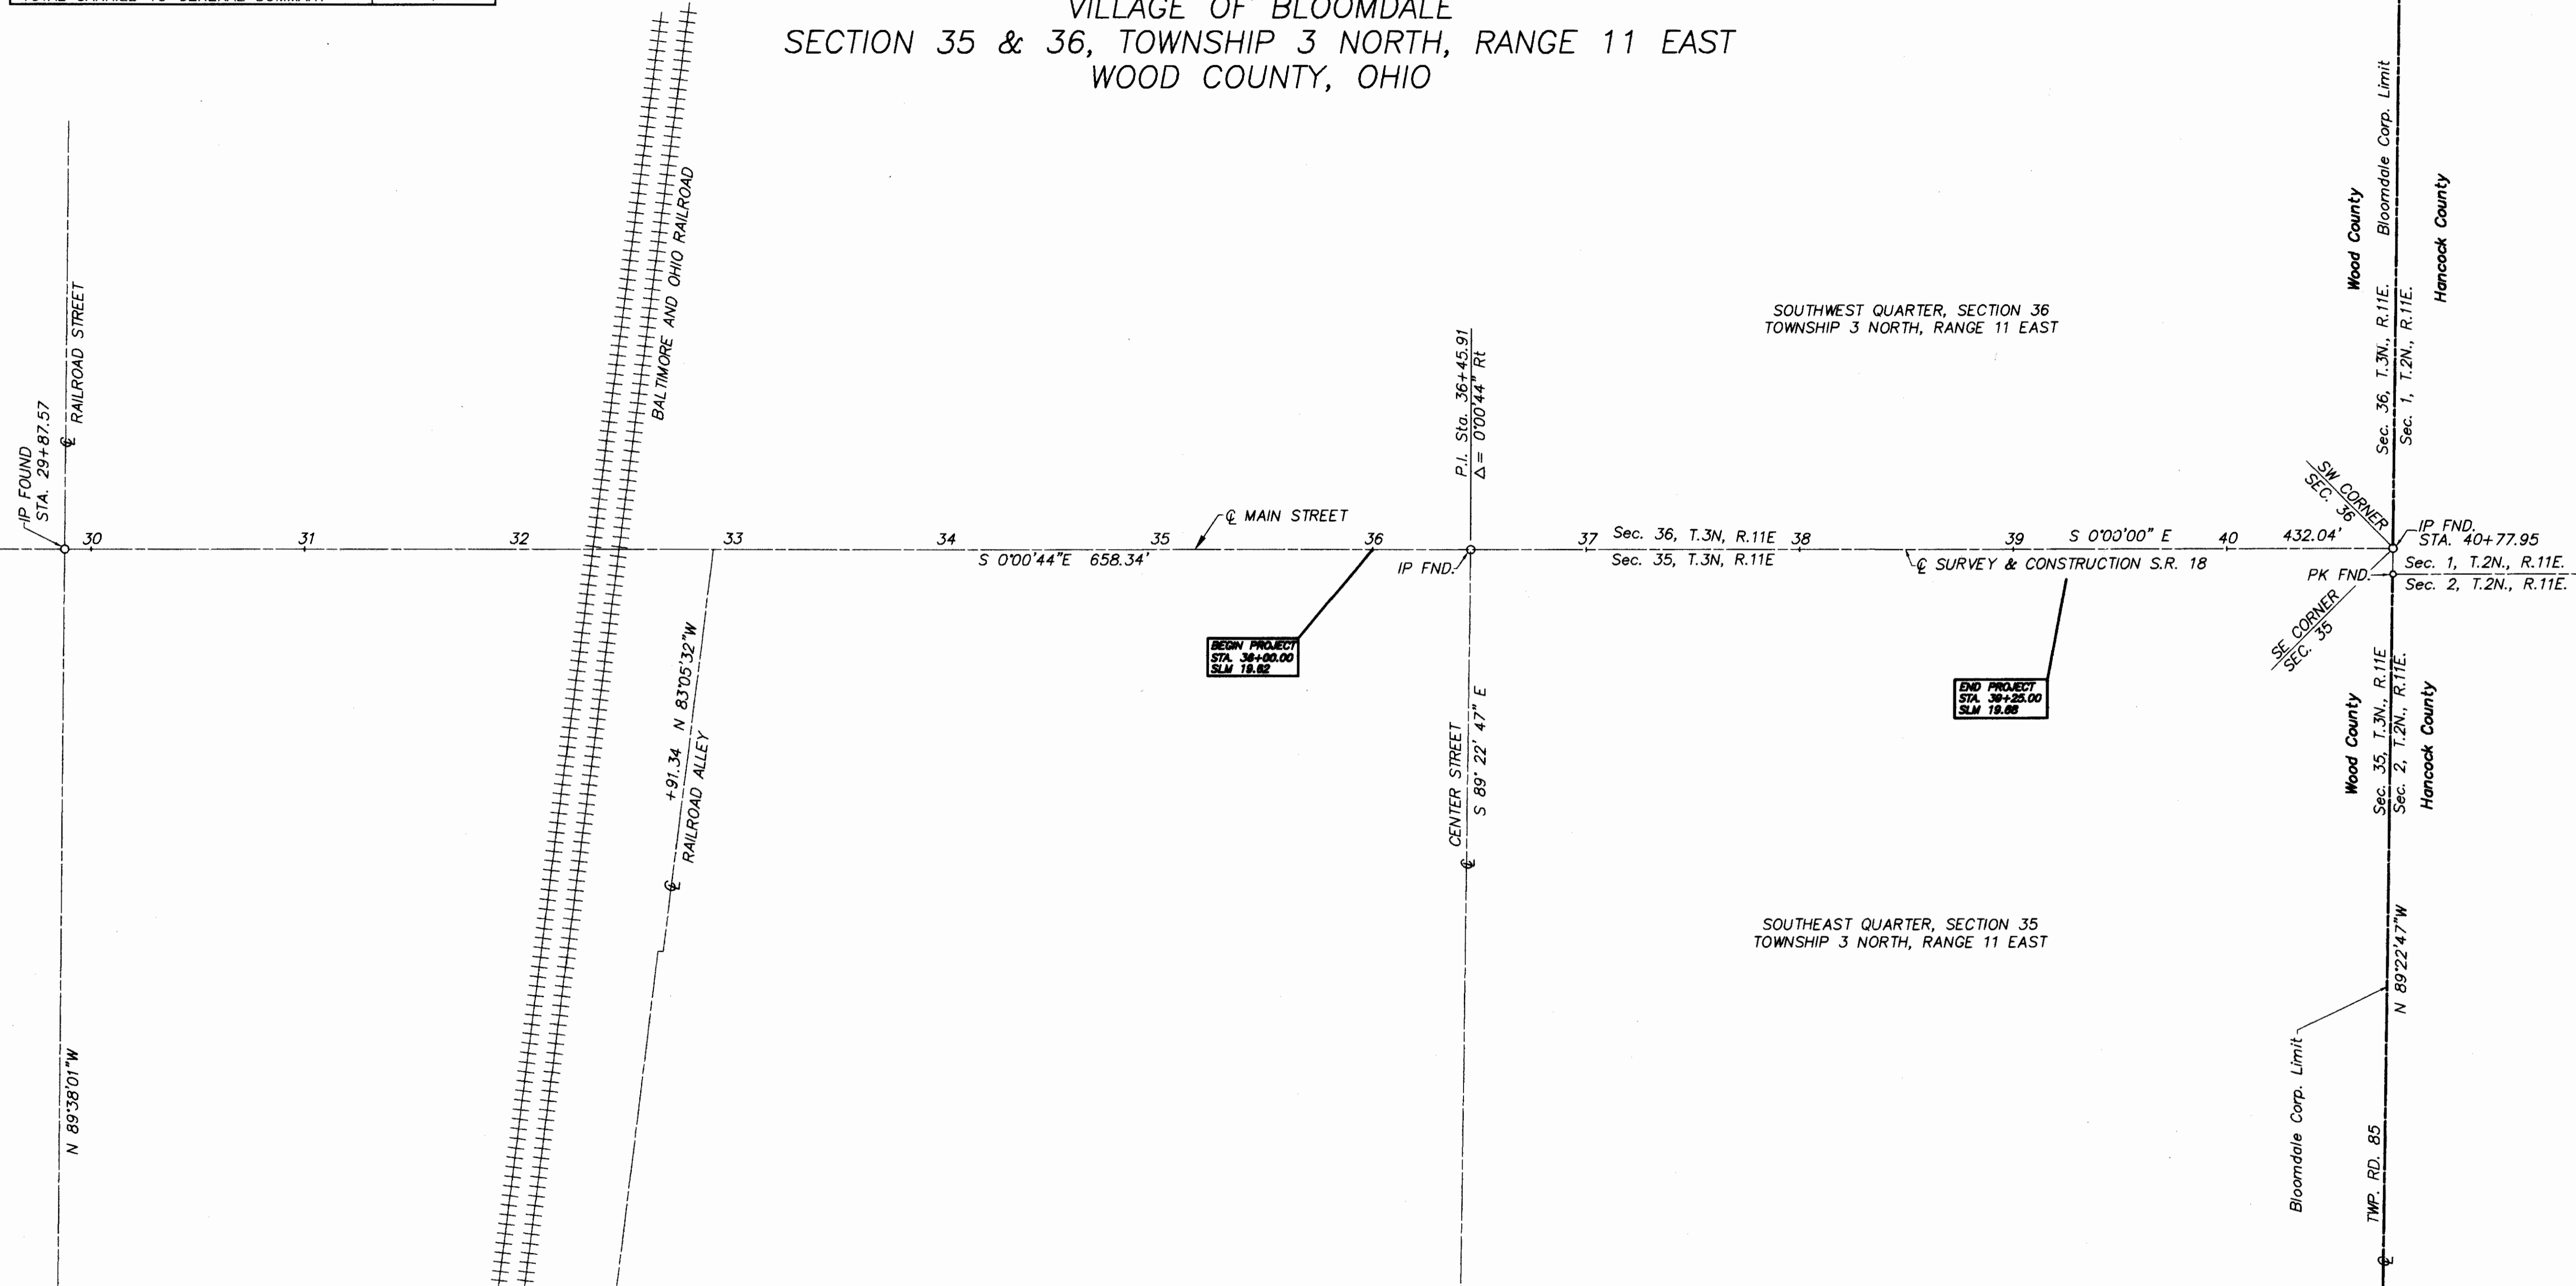 VILLAGE OF BLOOMDALE
SECTION 35 & 36, TOWNSHIP 3 NORTH, RANGE 11 EAST
WOOD COUNTY, OHIO
IP FOUND
STA. 29+87.57
℄ RAILROAD STREET
N 89°38'01"W
BALTIMORE AND OHIO RAILROAD
+91.34 N 83°05'32"W
℄ RAILROAD ALLEY
30
31
32
33
34
35
36
37
38
39
40
℄ MAIN STREET
S 0°00'44"E 658.34'
BEGIN PROJECT
STA. 36+00.00
SLM 19.62
P.I. Sta. 36+45.91
Δ = 0°00'44" Rt
IP FND.
℄ CENTER STREET
S 89° 22' 47" E
Sec. 36, T.3N, R.11E
Sec. 35, T.3N, R.11E
SOUTHWEST QUARTER, SECTION 36
TOWNSHIP 3 NORTH, RANGE 11 EAST
S 0°00'00" E
432.04'
℄ SURVEY & CONSTRUCTION S.R. 18
END PROJECT
STA. 39+25.00
SLM 19.68
SOUTHEAST QUARTER, SECTION 35
TOWNSHIP 3 NORTH, RANGE 11 EAST
Wood County
Bloomdale Corp. Limit
Sec. 36, T.3N., R.11E.
Sec. 1, T.2N., R.11E.
Hancock County
SW CORNER
SEC. 36
IP FND.
STA. 40+77.95
Sec. 1, T.2N., R.11E.
Sec. 2, T.2N., R.11E.
PK FND.
SE CORNER
SEC. 35
Wood County
Sec. 35, T.3N., R.11E
Sec. 2, T.2N., R.11E.
Hancock County
N 89°22'47"W
Bloomdale Corp. Limit
℄ TWP. RD. 85